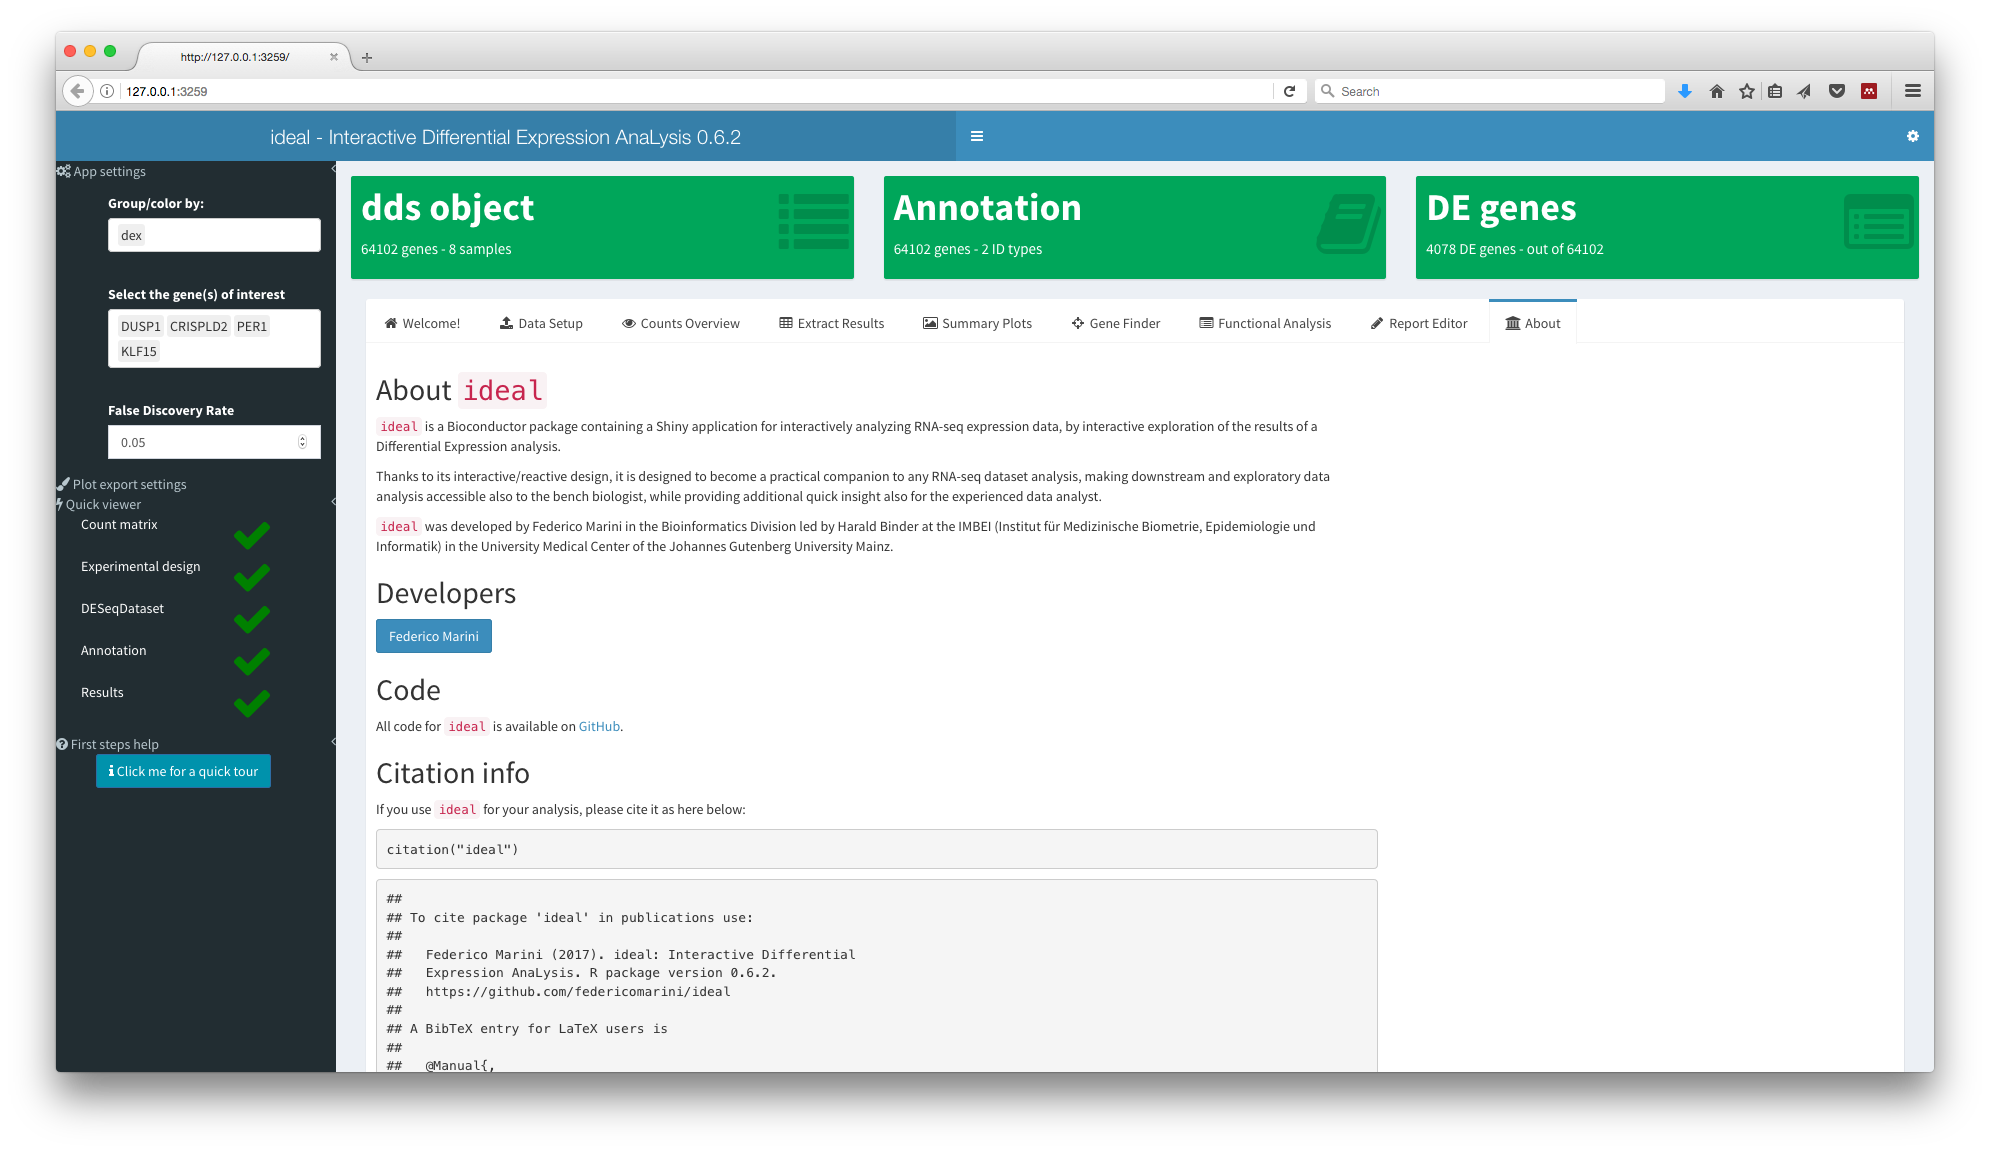 http://127.0.0.1:3259/
127.0.0.1:3259
Search
ideal - Interactive Differential Expression AnaLysis 0.6.2
App settings
Group/color by:
dex
Select the gene(s) of interest
DUSP1 CRISPLD2 PER1
KLF15
False Discovery Rate
0.05
Plot export settings
Quick viewer
Count matrix
Experimental design
DESeqDataset
Annotation
Results
First steps help
Click me for a quick tour
dds object
64102 genes - 8 samples
Annotation
64102 genes - 2 ID types
DE genes
4078 DE genes - out of 64102
Welcome! Data Setup Counts Overview Extract Results Summary Plots Gene Finder Functional Analysis Report Editor About
About ideal
ideal is a Bioconductor package containing a Shiny application for interactively analyzing RNA-seq expression data, by interactive exploration of the results of a
Differential Expression analysis.
Thanks to its interactive/reactive design, it is designed to become a practical companion to any RNA-seq dataset analysis, making downstream and exploratory data
analysis accessible also to the bench biologist, while providing additional quick insight also for the experienced data analyst.
ideal was developed by Federico Marini in the Bioinformatics Division led by Harald Binder at the IMBEI (Institut für Medizinische Biometrie, Epidemiologie und
Informatik) in the University Medical Center of the Johannes Gutenberg University Mainz.
Developers
Federico Marini
Code
All code for ideal is available on GitHub.
Citation info
If you use ideal for your analysis, please cite it as here below:
citation("ideal")
##
## To cite package 'ideal' in publications use:
##
## Federico Marini (2017). ideal: Interactive Differential
## Expression AnaLysis. R package version 0.6.2.
## https://github.com/federicomarini/ideal
##
## A BibTeX entry for LaTeX users is
##
## @Manual{,